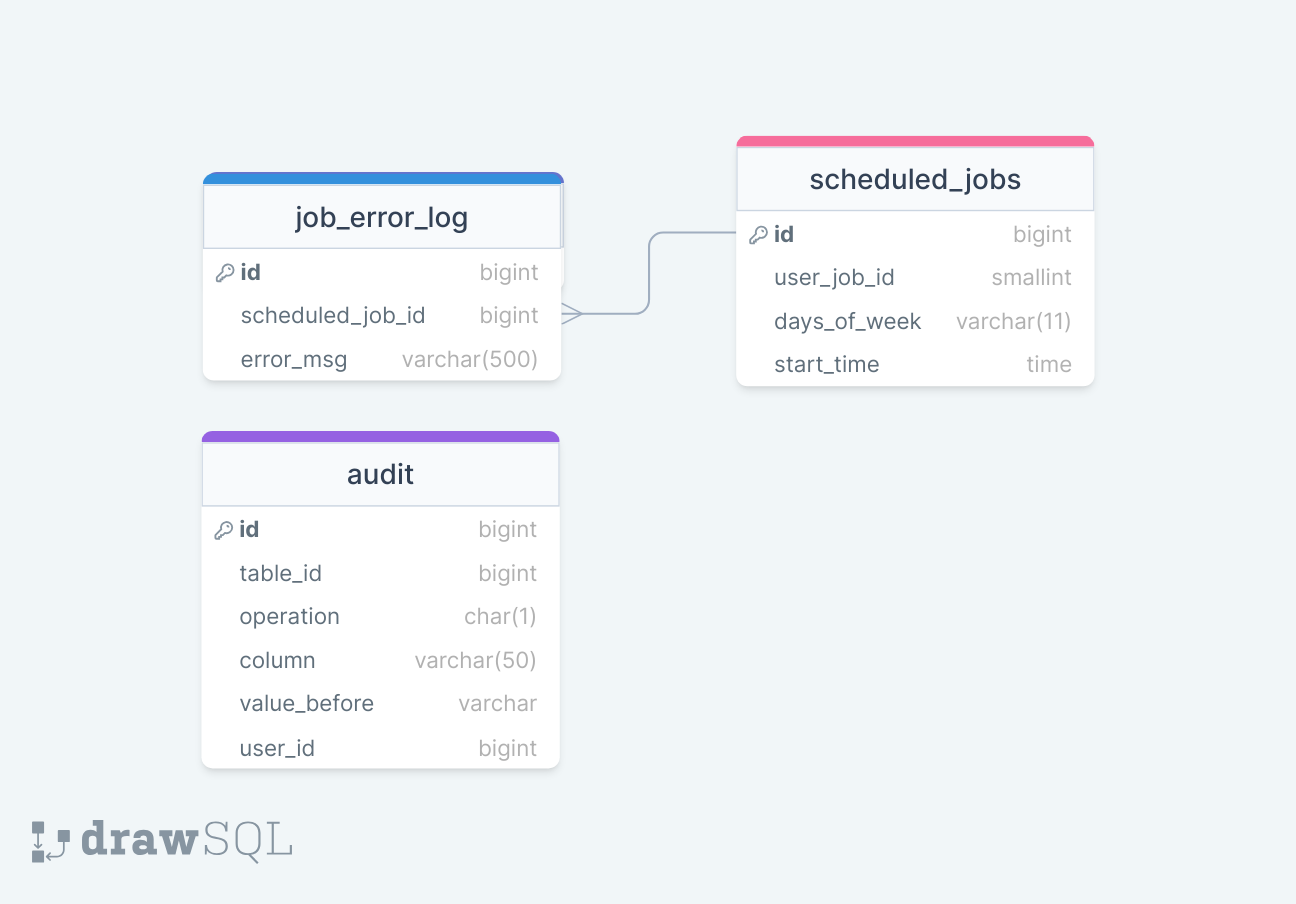 job_error_log
id bigint
scheduled_job_id bigint
error_msg varchar(500)
scheduled_jobs
id bigint
user_job_id smallint
days_of_week varchar(11)
start_time time
audit
id bigint
table_id bigint
operation char(1)
column varchar(50)
value_before varchar
user_id bigint
drawSQL